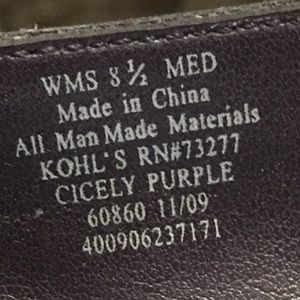 WMS 8½ MED
Made in China
All Man Made Materials
KOHL'S RN#73277
CICELY PURPLE
60860 11/09
400906237171